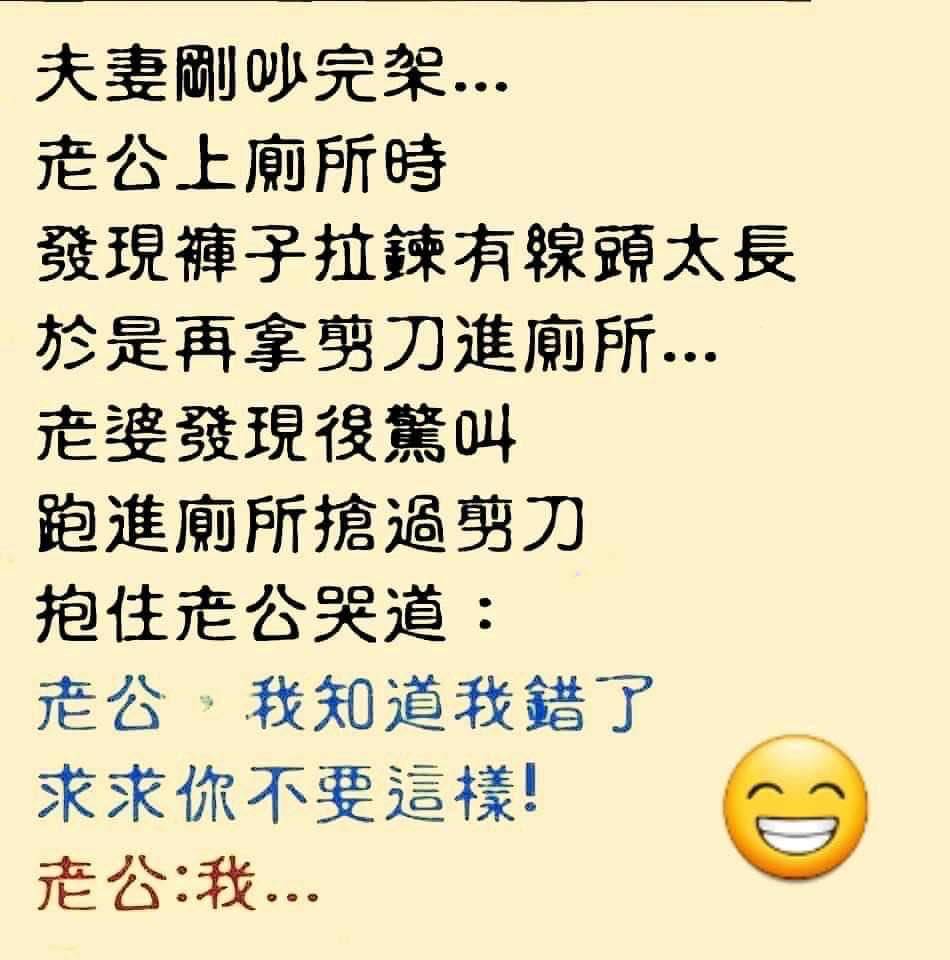 夫妻剛吵完架...
老公上廁所時
發現褲子拉鍊有線頭太長
於是再拿剪刀進廁所...
老婆發現後驚叫
跑進廁所搶過剪刀
抱住老公哭道：
老公，我知道我錯了
求求你不要這樣!
老公:我...